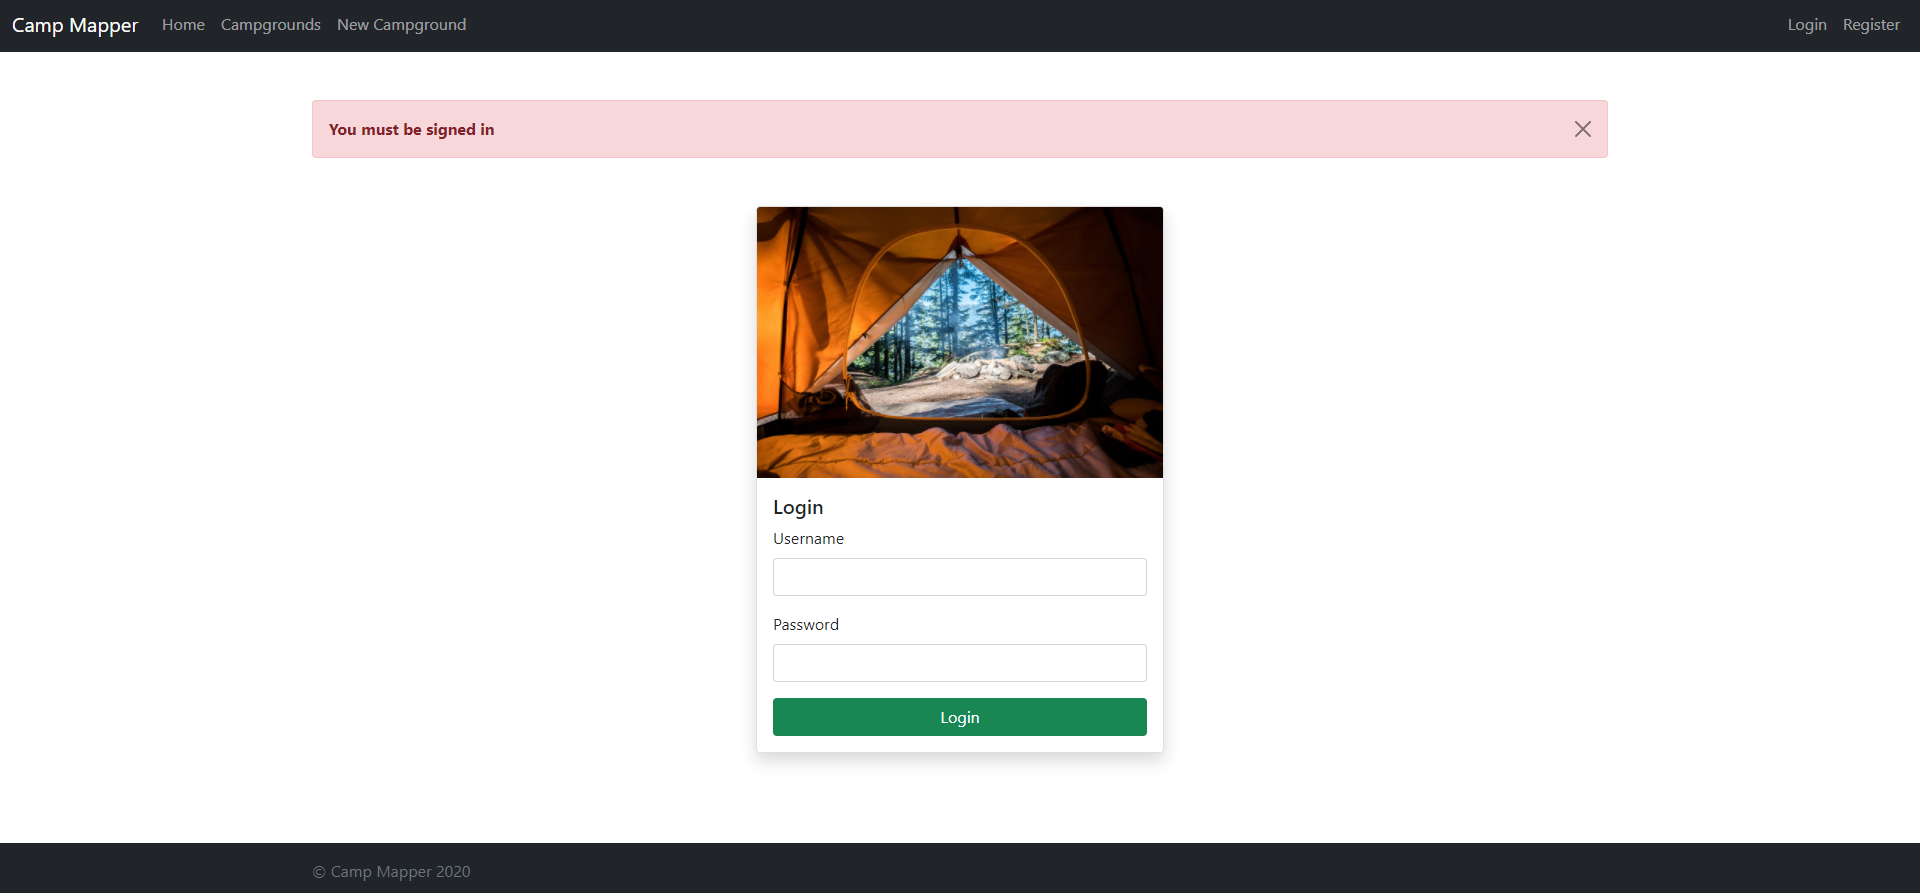 Camp Mapper Home Campgrounds New Campground Login Register
You must be signed in
Login
Username
Password
Login
© Camp Mapper 2020